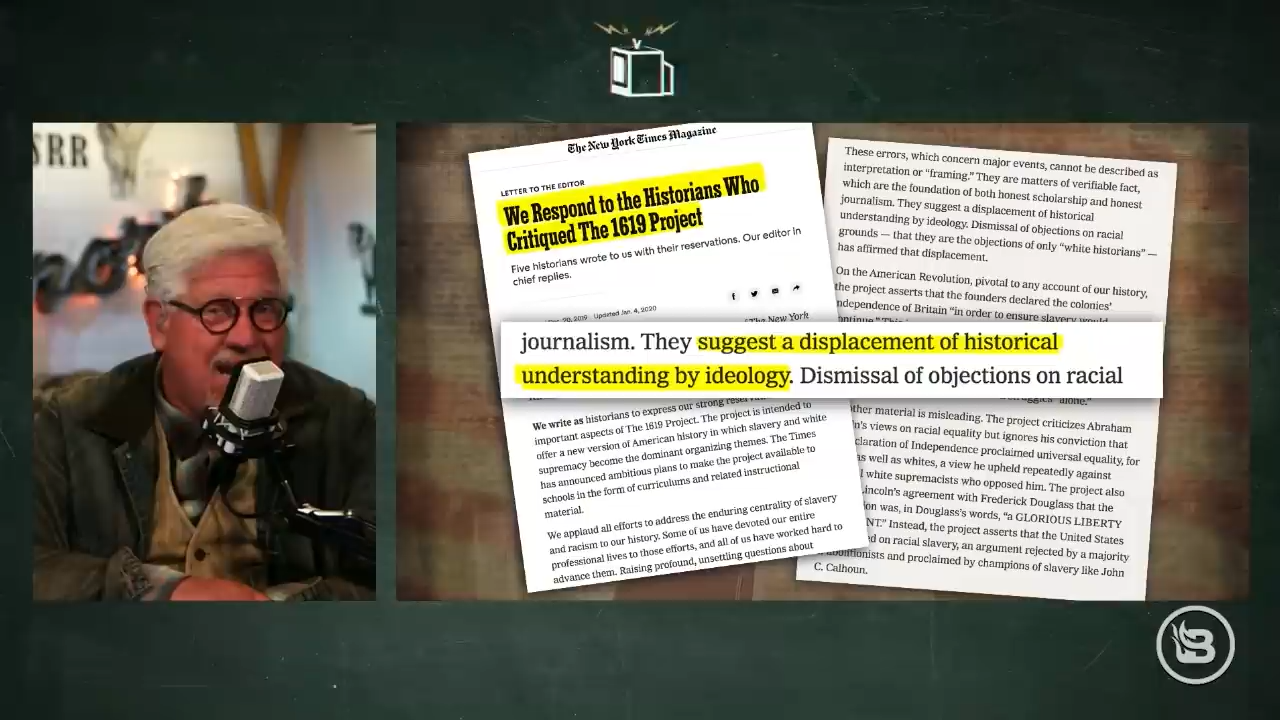 SRR
The New York Times Magazine
LETTER TO THE EDITOR
We Respond to the Historians Who
Critiqued The 1619 Project
Five historians wrote to us with their reservations. Our editor in
chief replies.
20, 2019 Updated Jan. 4, 2020
The New York
We write as historians to express our strong
important aspects of The 1619 Project. The project is intended to
offer a new version of American history in which slavery and white
supremacy become the dominant organizing themes. The Times
has announced ambitious plans to make the project available to
schools in the form of curriculums and related instructional
material.
We applaud all efforts to address the enduring centrality of slavery
and racism to our history. Some of us have devoted our entire
professional lives to those efforts, and all of us have worked hard to
advance them. Raising profound, unsettling questions about
journalism. They suggest a displacement of historical
understanding by ideology. Dismissal of objections on racial
These errors, which concern major events, cannot be described as
interpretation or “framing.” They are matters of verifiable fact,
which are the foundation of both honest scholarship and honest
journalism. They suggest a displacement of historical
understanding by ideology. Dismissal of objections on racial
grounds — that they are the objections of only “white historians” —
has affirmed that displacement.
On the American Revolution, pivotal to any account of our history,
the project asserts that the founders declared the colonies’
independence of Britain “in order to ensure slavery would
alone.”
other material is misleading. The project criticizes Abraham
n’s views on racial equality but ignores his conviction that
claration of Independence proclaimed universal equality, for
as well as whites, a view he upheld repeatedly against
l white supremacists who opposed him. The project also
incoln’s agreement with Frederick Douglass that the
on was, in Douglass’s words, “a GLORIOUS LIBERTY
NT.” Instead, the project asserts that the United States
ed on racial slavery, an argument rejected by a majority
abolitionists and proclaimed by champions of slavery like John
C. Calhoun.
B